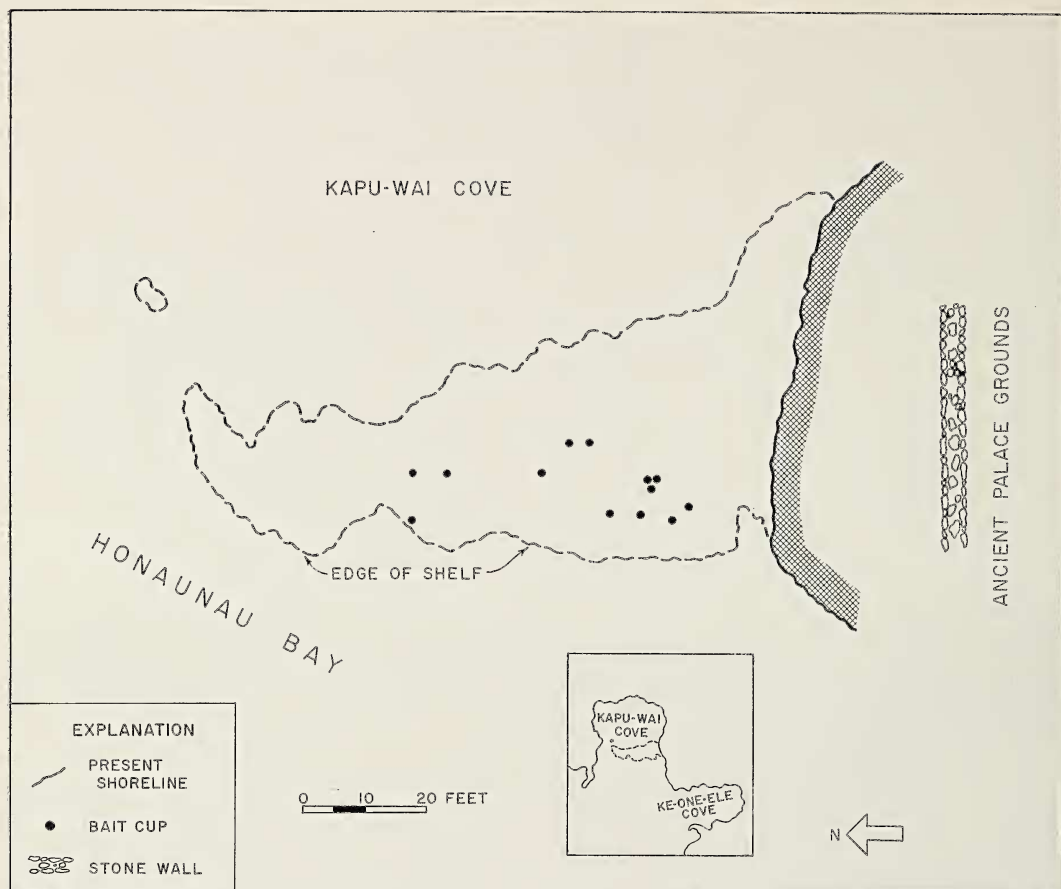 KAPU-WAI COVE
ANCIENT PALACE GROUNDS
EDGE OF SHELF
HONAUNAU BAY
EXPLANATION
PRESENT
SHORELINE
BAIT CUP
STONE WALL
0 10 20 FEET
KAPU-WAI
COVE
KE-ONE-ELE
COVE
N